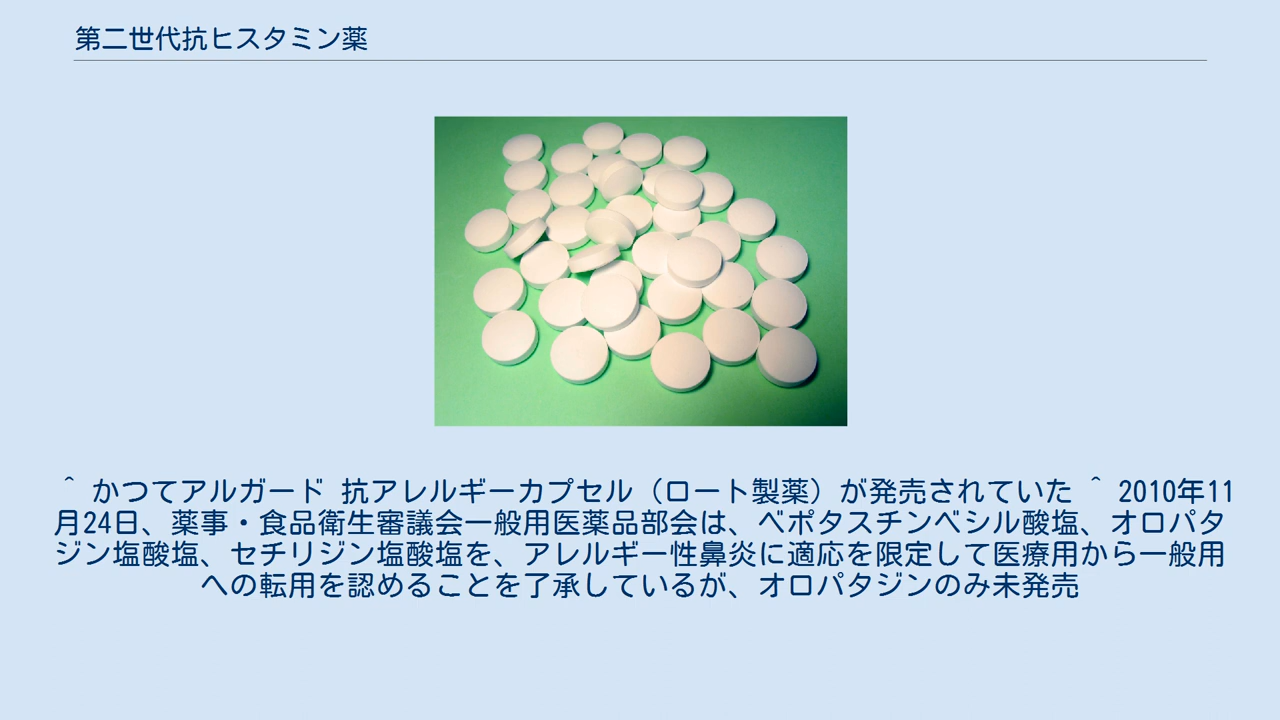 第二世代抗ヒスタミン薬
^ かつてアルガード 抗アレルギーカプセル（ロート製薬）が発売されていた ^ 2010年11
月24日、薬事・食品衛生審議会一般用医薬品部会は、ベポタスチンベシル酸塩、オロパタ
ジン塩酸塩、セチリジン塩酸塩を、アレルギー性鼻炎に適応を限定して医療用から一般用
への転用を認めることを了承しているが、オロパタジンのみ未発売